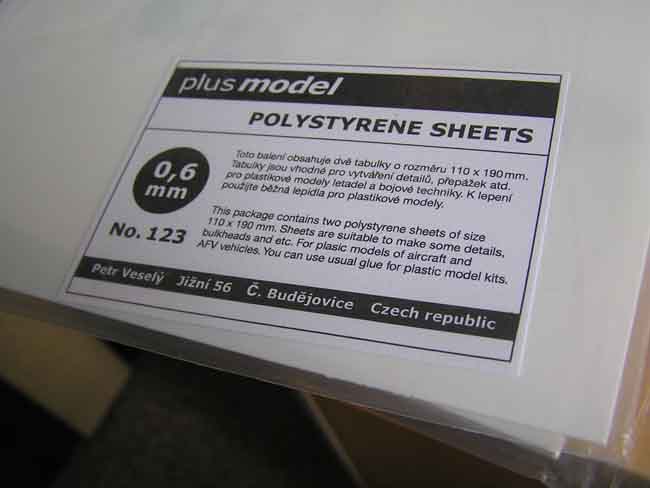 plus model
POLYSTYRENE SHEETS
0,6
mm
No. 123
Toto balení obsahuje dvě tabulky o rozměru 110 x 190 mm.
Tabulky jsou vhodné pro vytváření detailů, přepážek atd.
pro plastikové modely letadel a bojové techniky. K lepení
použijte běžná lepidla pro plastikové modely.
This package contains two polystyrene sheets of size
110 x 190 mm. Sheets are suitable to make some details,
bulkheads and etc. For plasic models of aircraft and
AFV vehicles. You can use usual glue for plastic model kits.
Petr Veselý Jížní 56 Č. Budějovice Czech republic